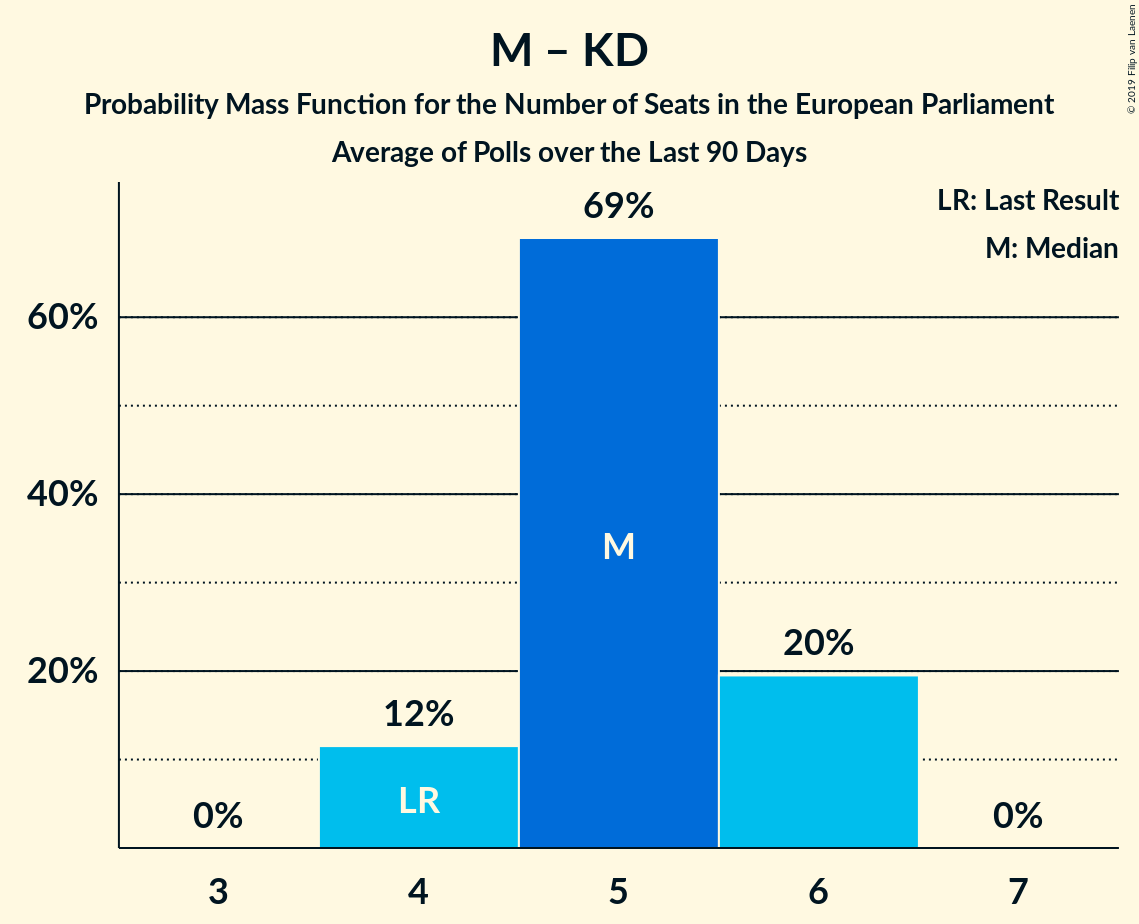 M – KD
Probability Mass Function for the Number of Seats in the European Parliament
Average of Polls over the Last 90 Days
© 2019 Filip van Laenen
LR: Last Result
M: Median
69%
60%
40%
20%
M
20%
12%
LR
0%
0%
3 4 5 6 7